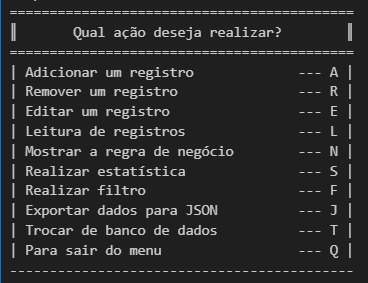 ===========================================
║       Qual ação deseja realizar?        ║
===========================================
| Adicionar um registro             --- A |
| Remover um registro               --- R |
| Editar um registro                --- E |
| Leitura de registros              --- L |
| Mostrar a regra de negócio        --- N |
| Realizar estatística              --- S |
| Realizar filtro                   --- F |
| Exportar dados para JSON          --- J |
| Trocar de banco de dados          --- T |
| Para sair do menu                 --- Q |
-------------------------------------------